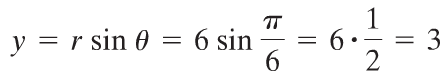 y = r sin θ = 6 sin π/6 = 6 · 1/2 = 3